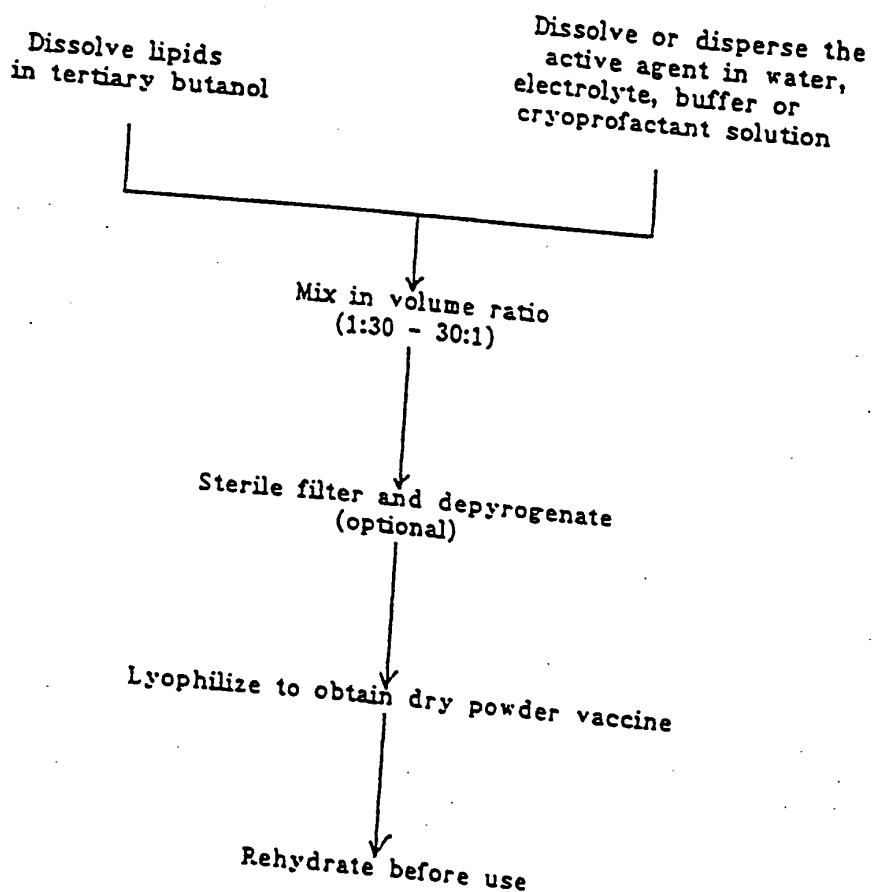 Dissolve lipids
in tertiary butanol
Dissolve or disperse the
active agent in water,
electrolyte, buffer or
cryoprofactant solution
Mix in volume ratio
(1:30 - 30:1)
Sterile filter and depyrogenate
(optional)
Lyophilize to obtain dry powder vaccine
Rehydrate before use